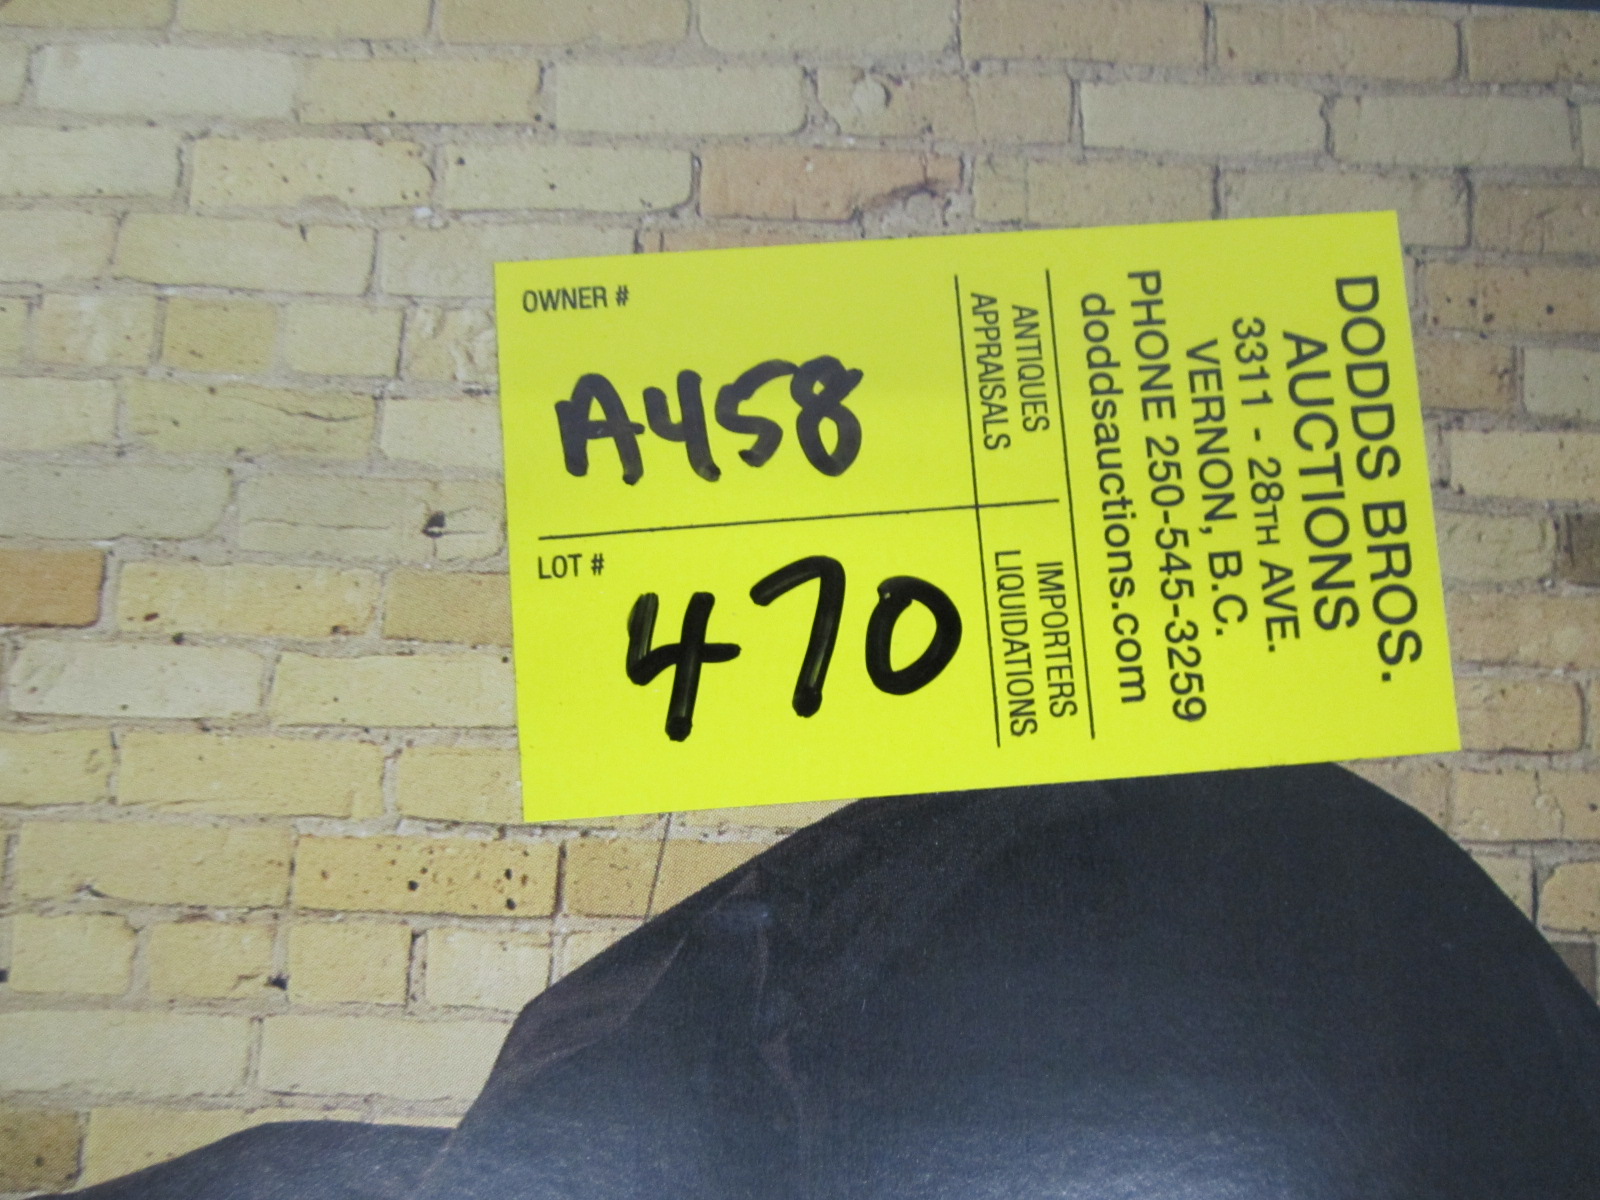 DODDS BROS.
AUCTIONS
3311 - 28TH AVE.
VERNON, B.C.
PHONE 250-545-3259
doddsauctions.com
ANTIQUES
APPRAISALS
IMPORTERS
LIQUIDATIONS
OWNER #
A458
LOT #
470